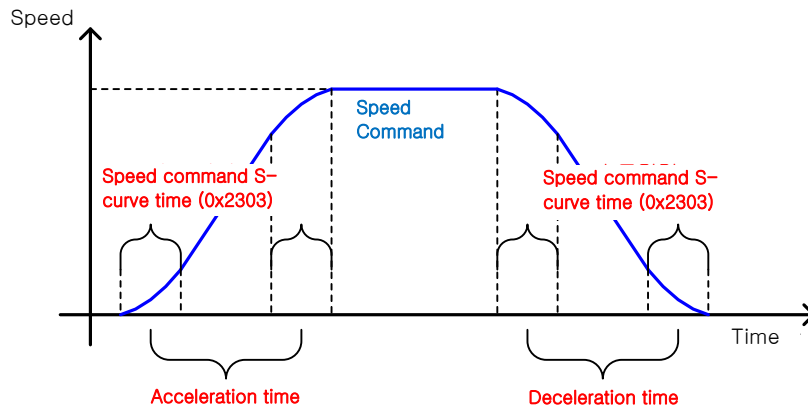 Speed
Speed
Command
Speed command S-
curve time (0x2303)
Speed command S-
curve time (0x2303)
Time
Acceleration time
Deceleration time